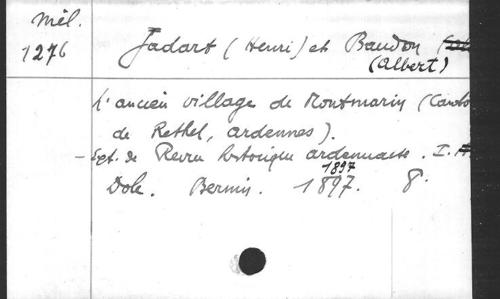 Mél.
1276
Jadart (Henri) et Baudon
(Albert)
L'ancien village de Montmarin (Canton
de Rethel, Ardennes).
- Ext. de Revue historique ardennaise. I.
1897
Dole. Bernin. 1897. 8°.